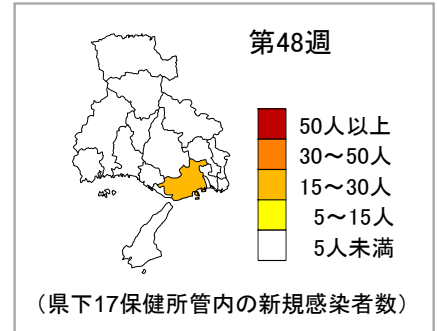 第48週
50人以上
30～50人
15～30人
5～15人
5人未満
（県下17保健所管内の新規感染者数）